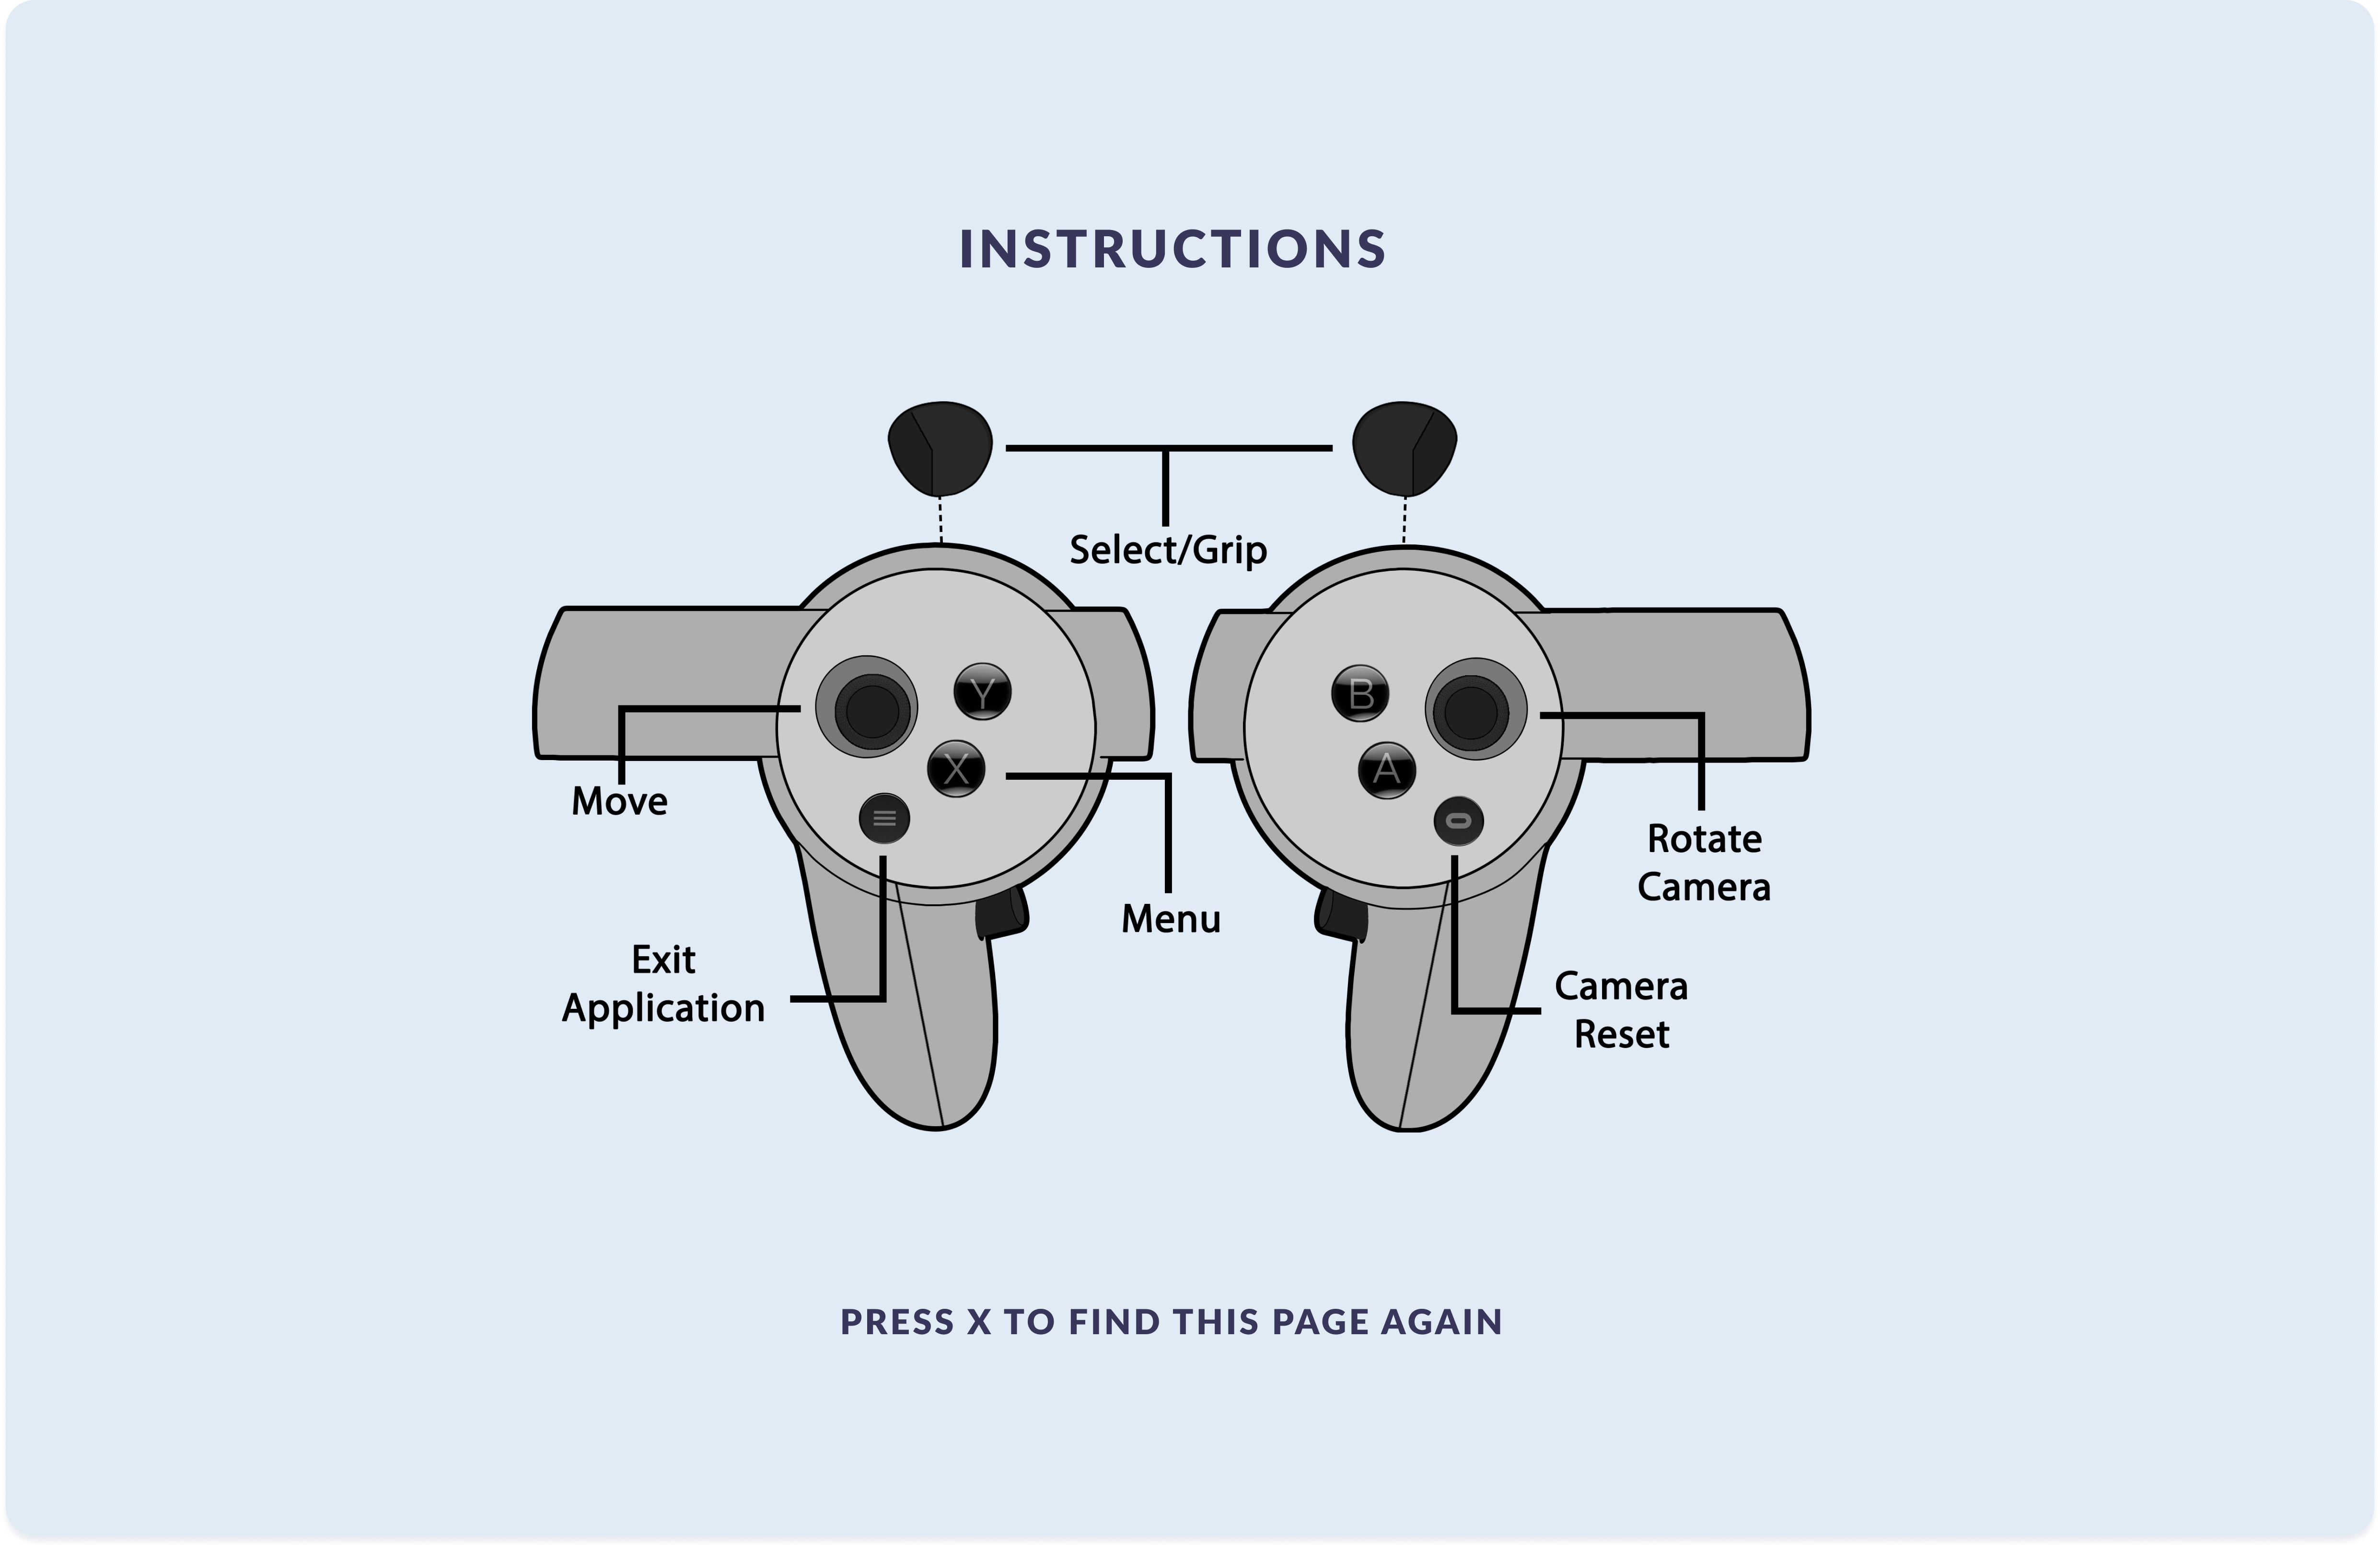 INSTRUCTIONS
Select/Grip
Y
B
X
A
Move
Rotate
Camera
Menu
Exit
Application
Camera
Reset
PRESS X TO FIND THIS PAGE AGAIN